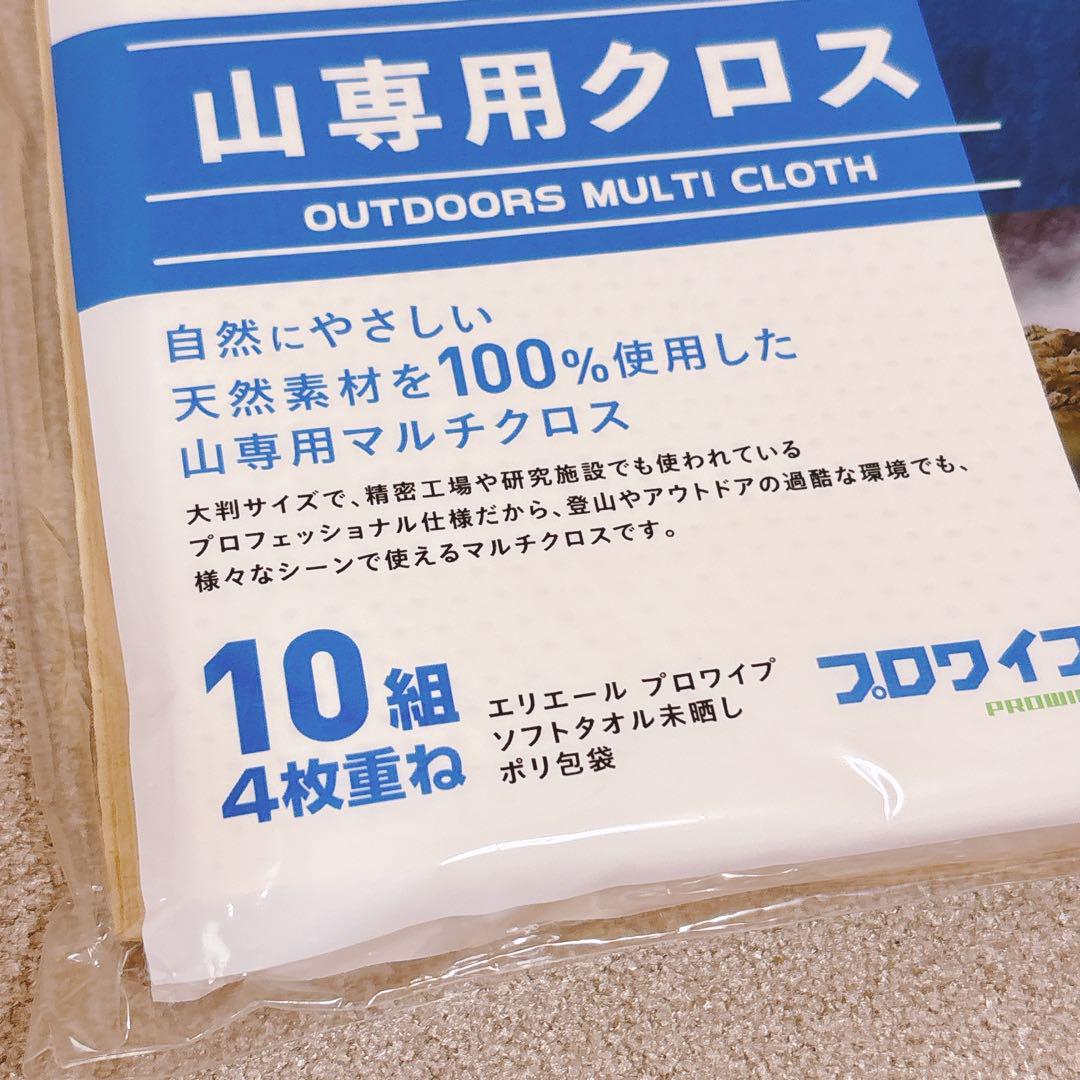 山専用クロス
OUTDOORS MULTI CLOTH
自然にやさしい
天然素材を100%使用した
山専用マルチクロス
大判サイズで、精密工場や研究施設でも使われている
プロフェッショナル仕様だから、登山やアウトドアの過酷な環境でも、
様々なシーンで使えるマルチクロスです。
10組
4枚重ね
エリエール プロワイプ
ソフトタオル未晒し
ポリ包袋
プロワイプ